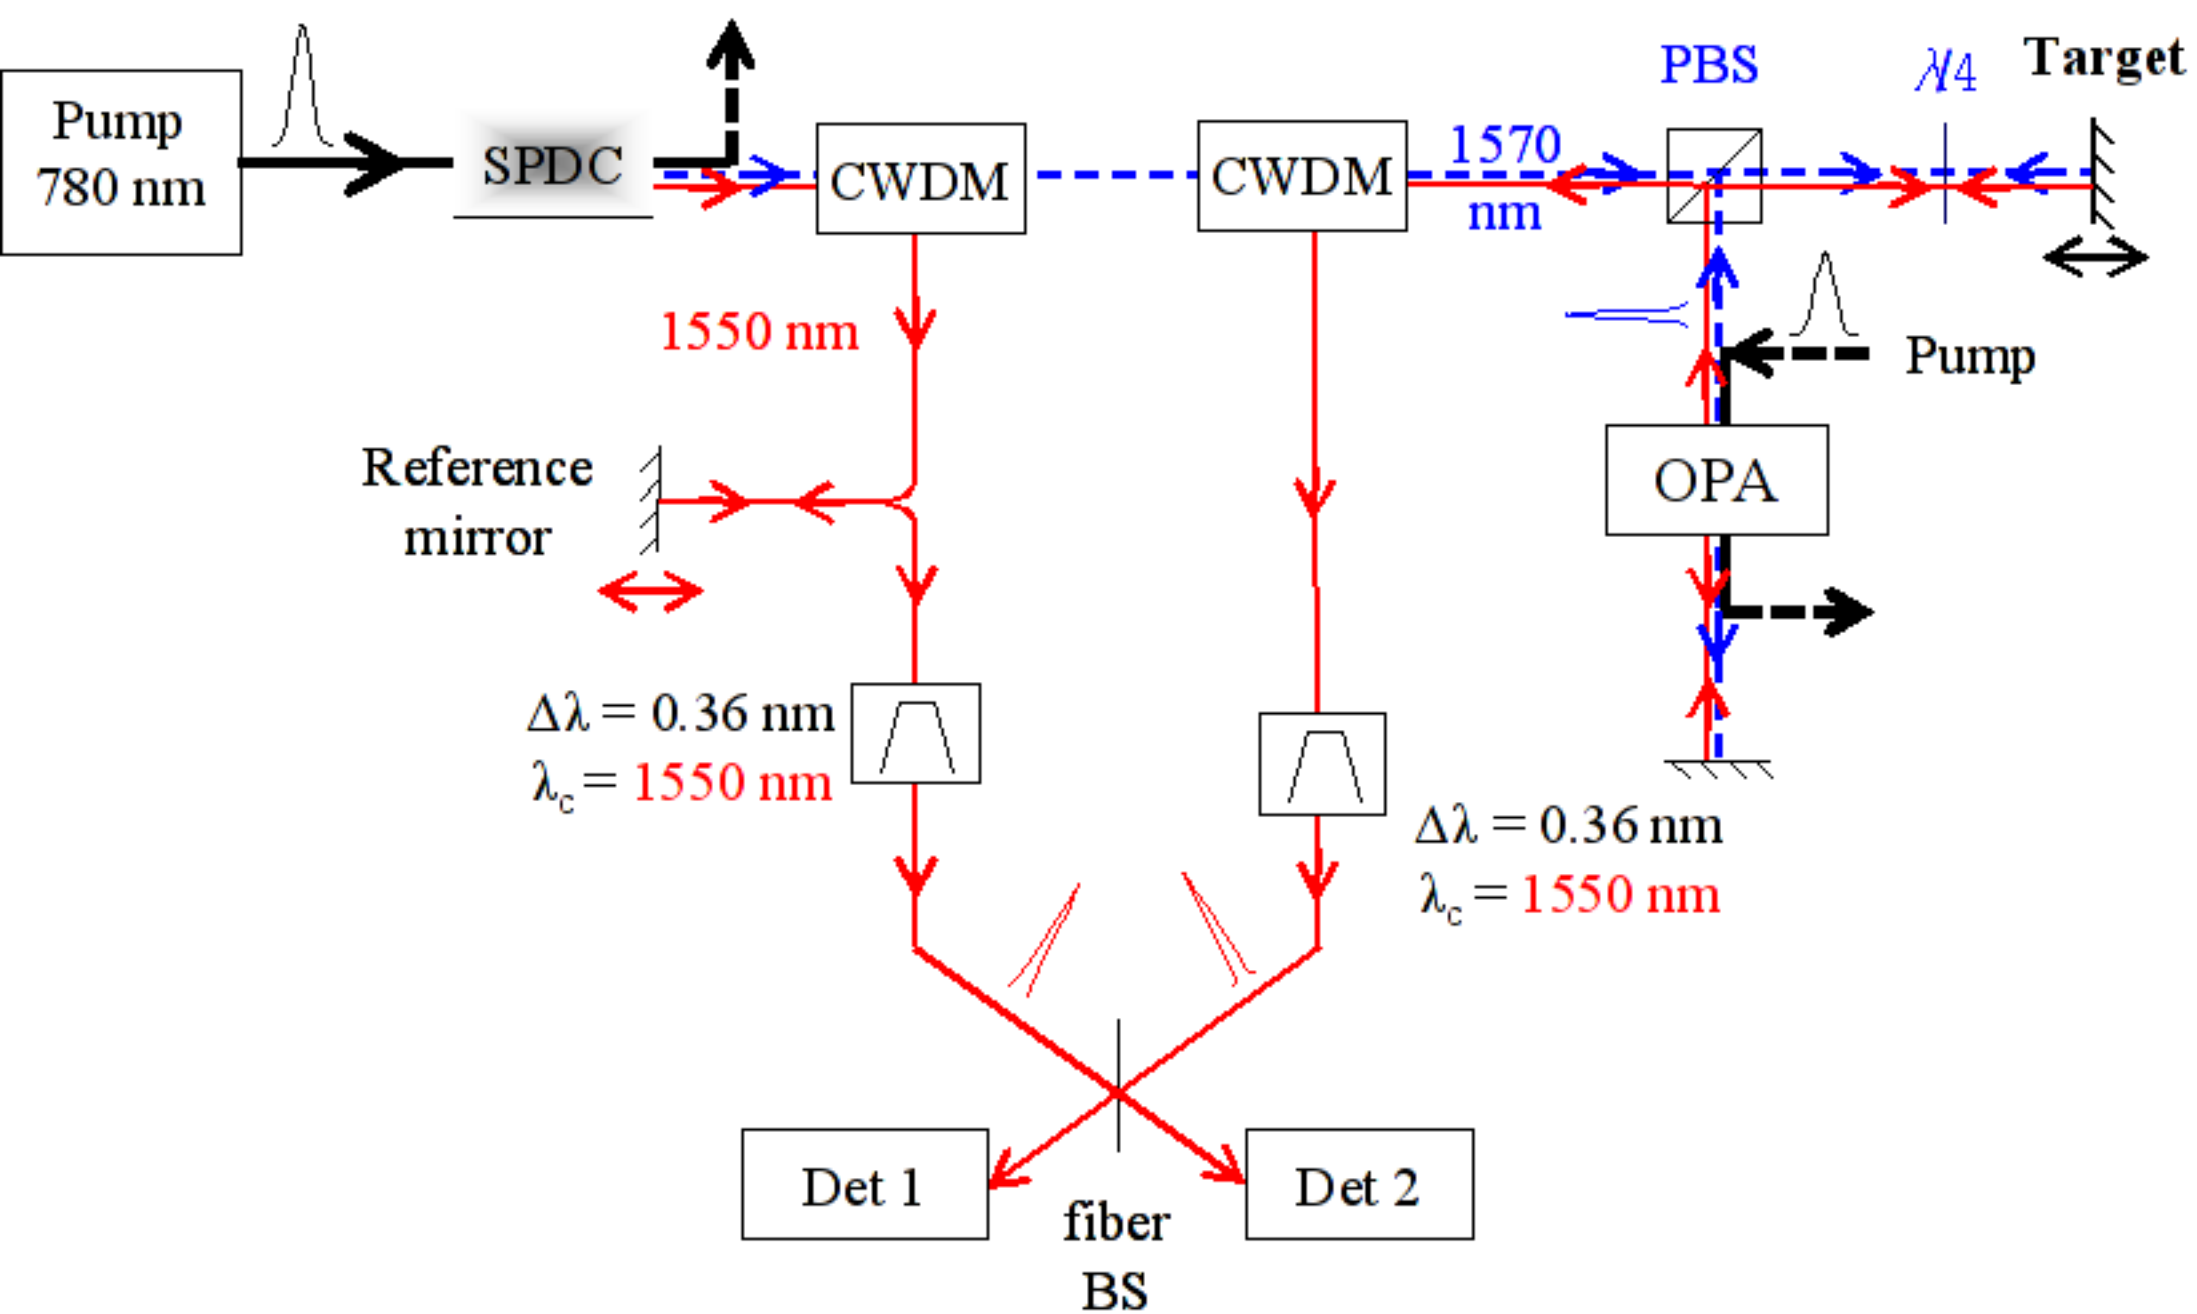 Pump
780 nm
SPDC
CWDM
CWDM
1570
nm
PBS
λ/4
Target
1550 nm
Pump
Reference
mirror
OPA
Δλ = 0.36 nm
λc = 1550 nm
Δλ = 0.36 nm
λc = 1550 nm
Det 1
Det 2
fiber
BS